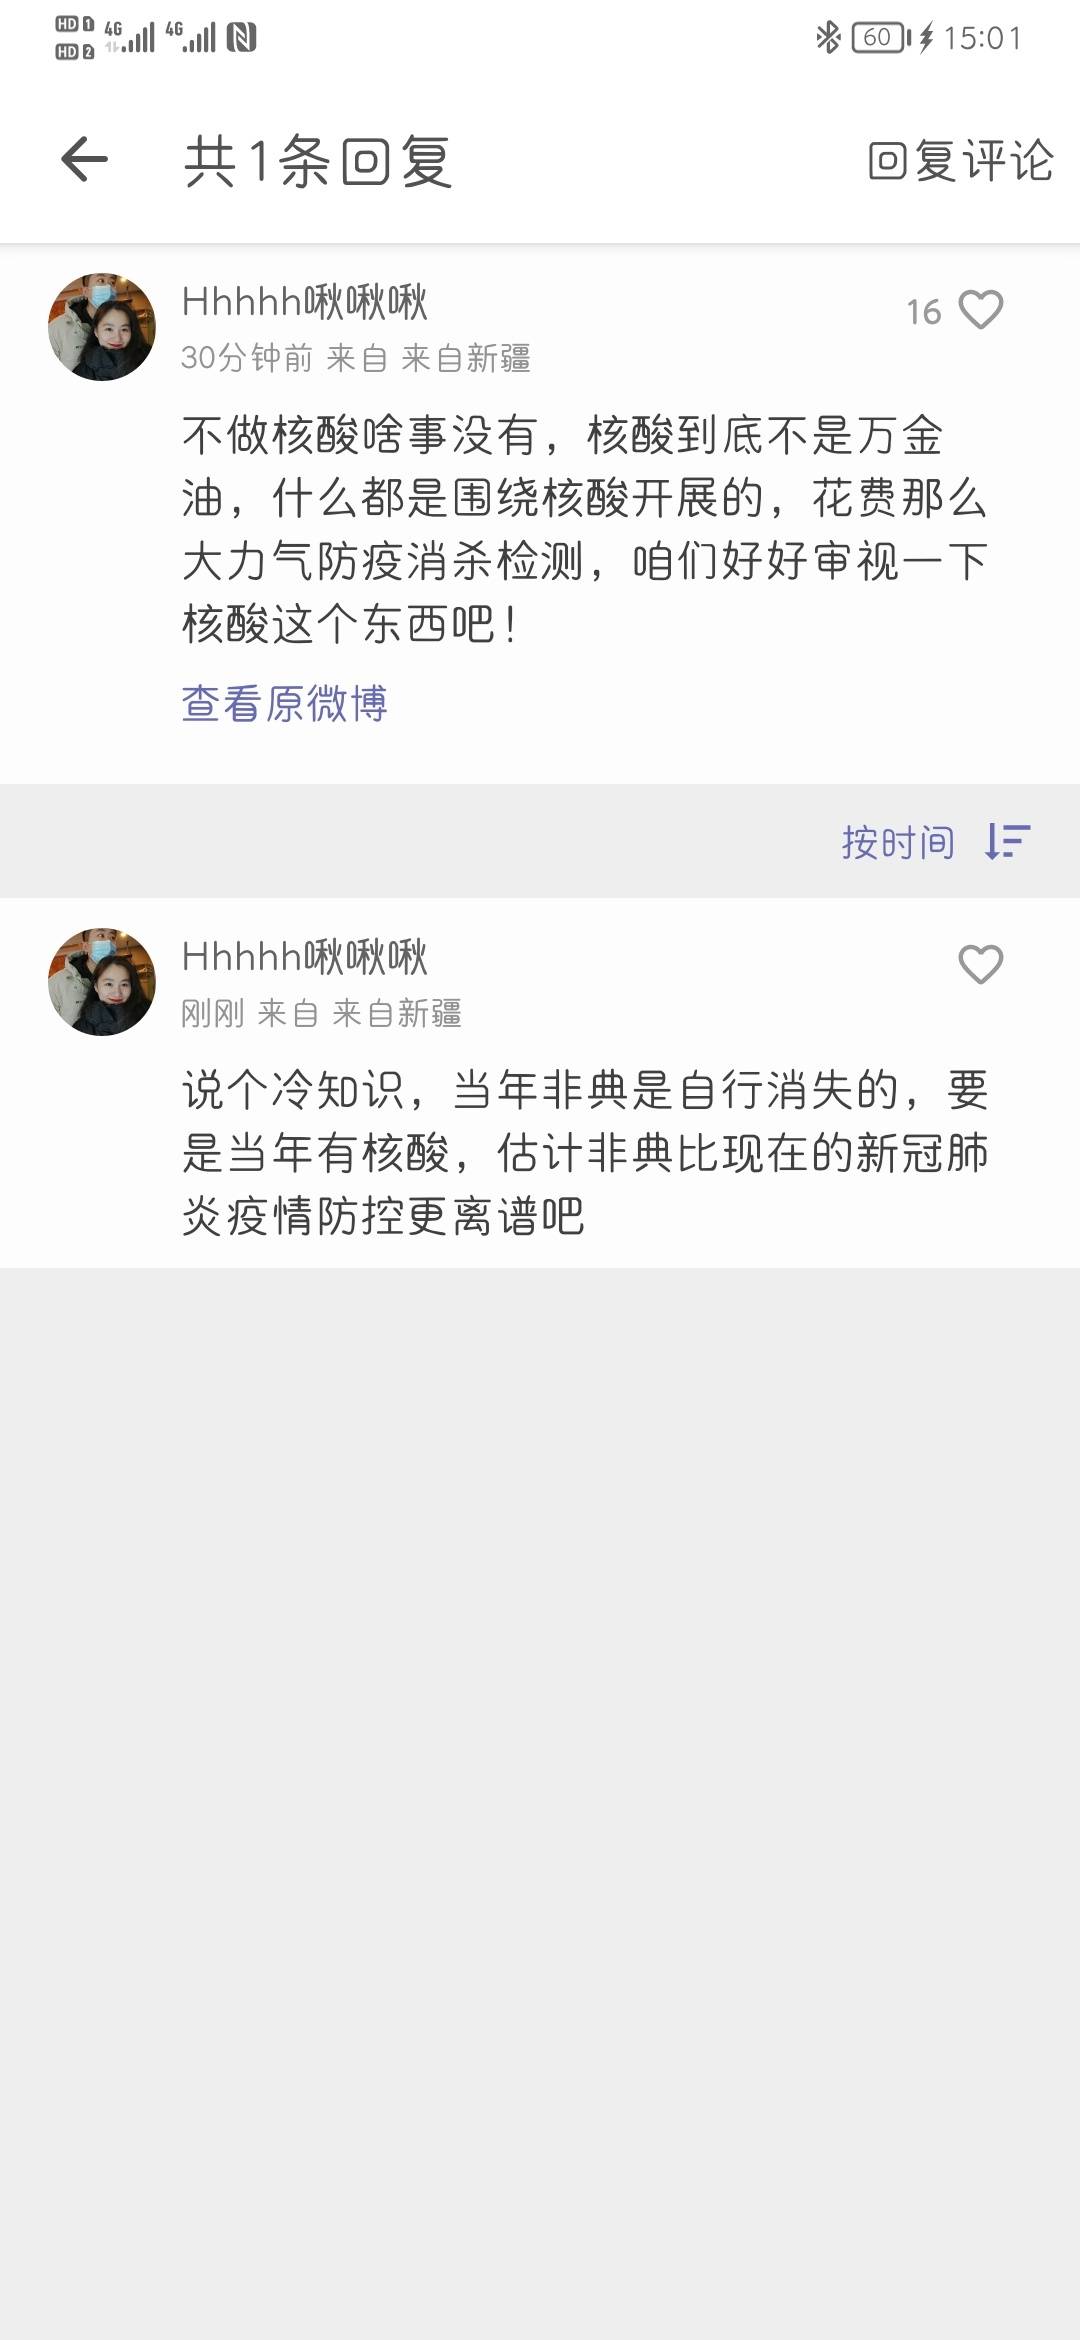 HD 1 4G 4G
HD 2
60 15:01
共1条回复
回复评论
Hhhhhh啾啾啾
16
30分钟前 来自 来自新疆
不做核酸啥事没有，核酸到底不是万金
油，什么都是围绕核酸开展的，花费那么
大力气防疫消杀检测，咱们好好审视一下
核酸这个东西吧！
查看原微博
按时间
Hhhhhh啾啾啾
刚刚 来自 来自新疆
说个冷知识，当年非典是自行消失的，要
是当年有核酸，估计非典比现在的新冠肺
炎疫情防控更离谱吧